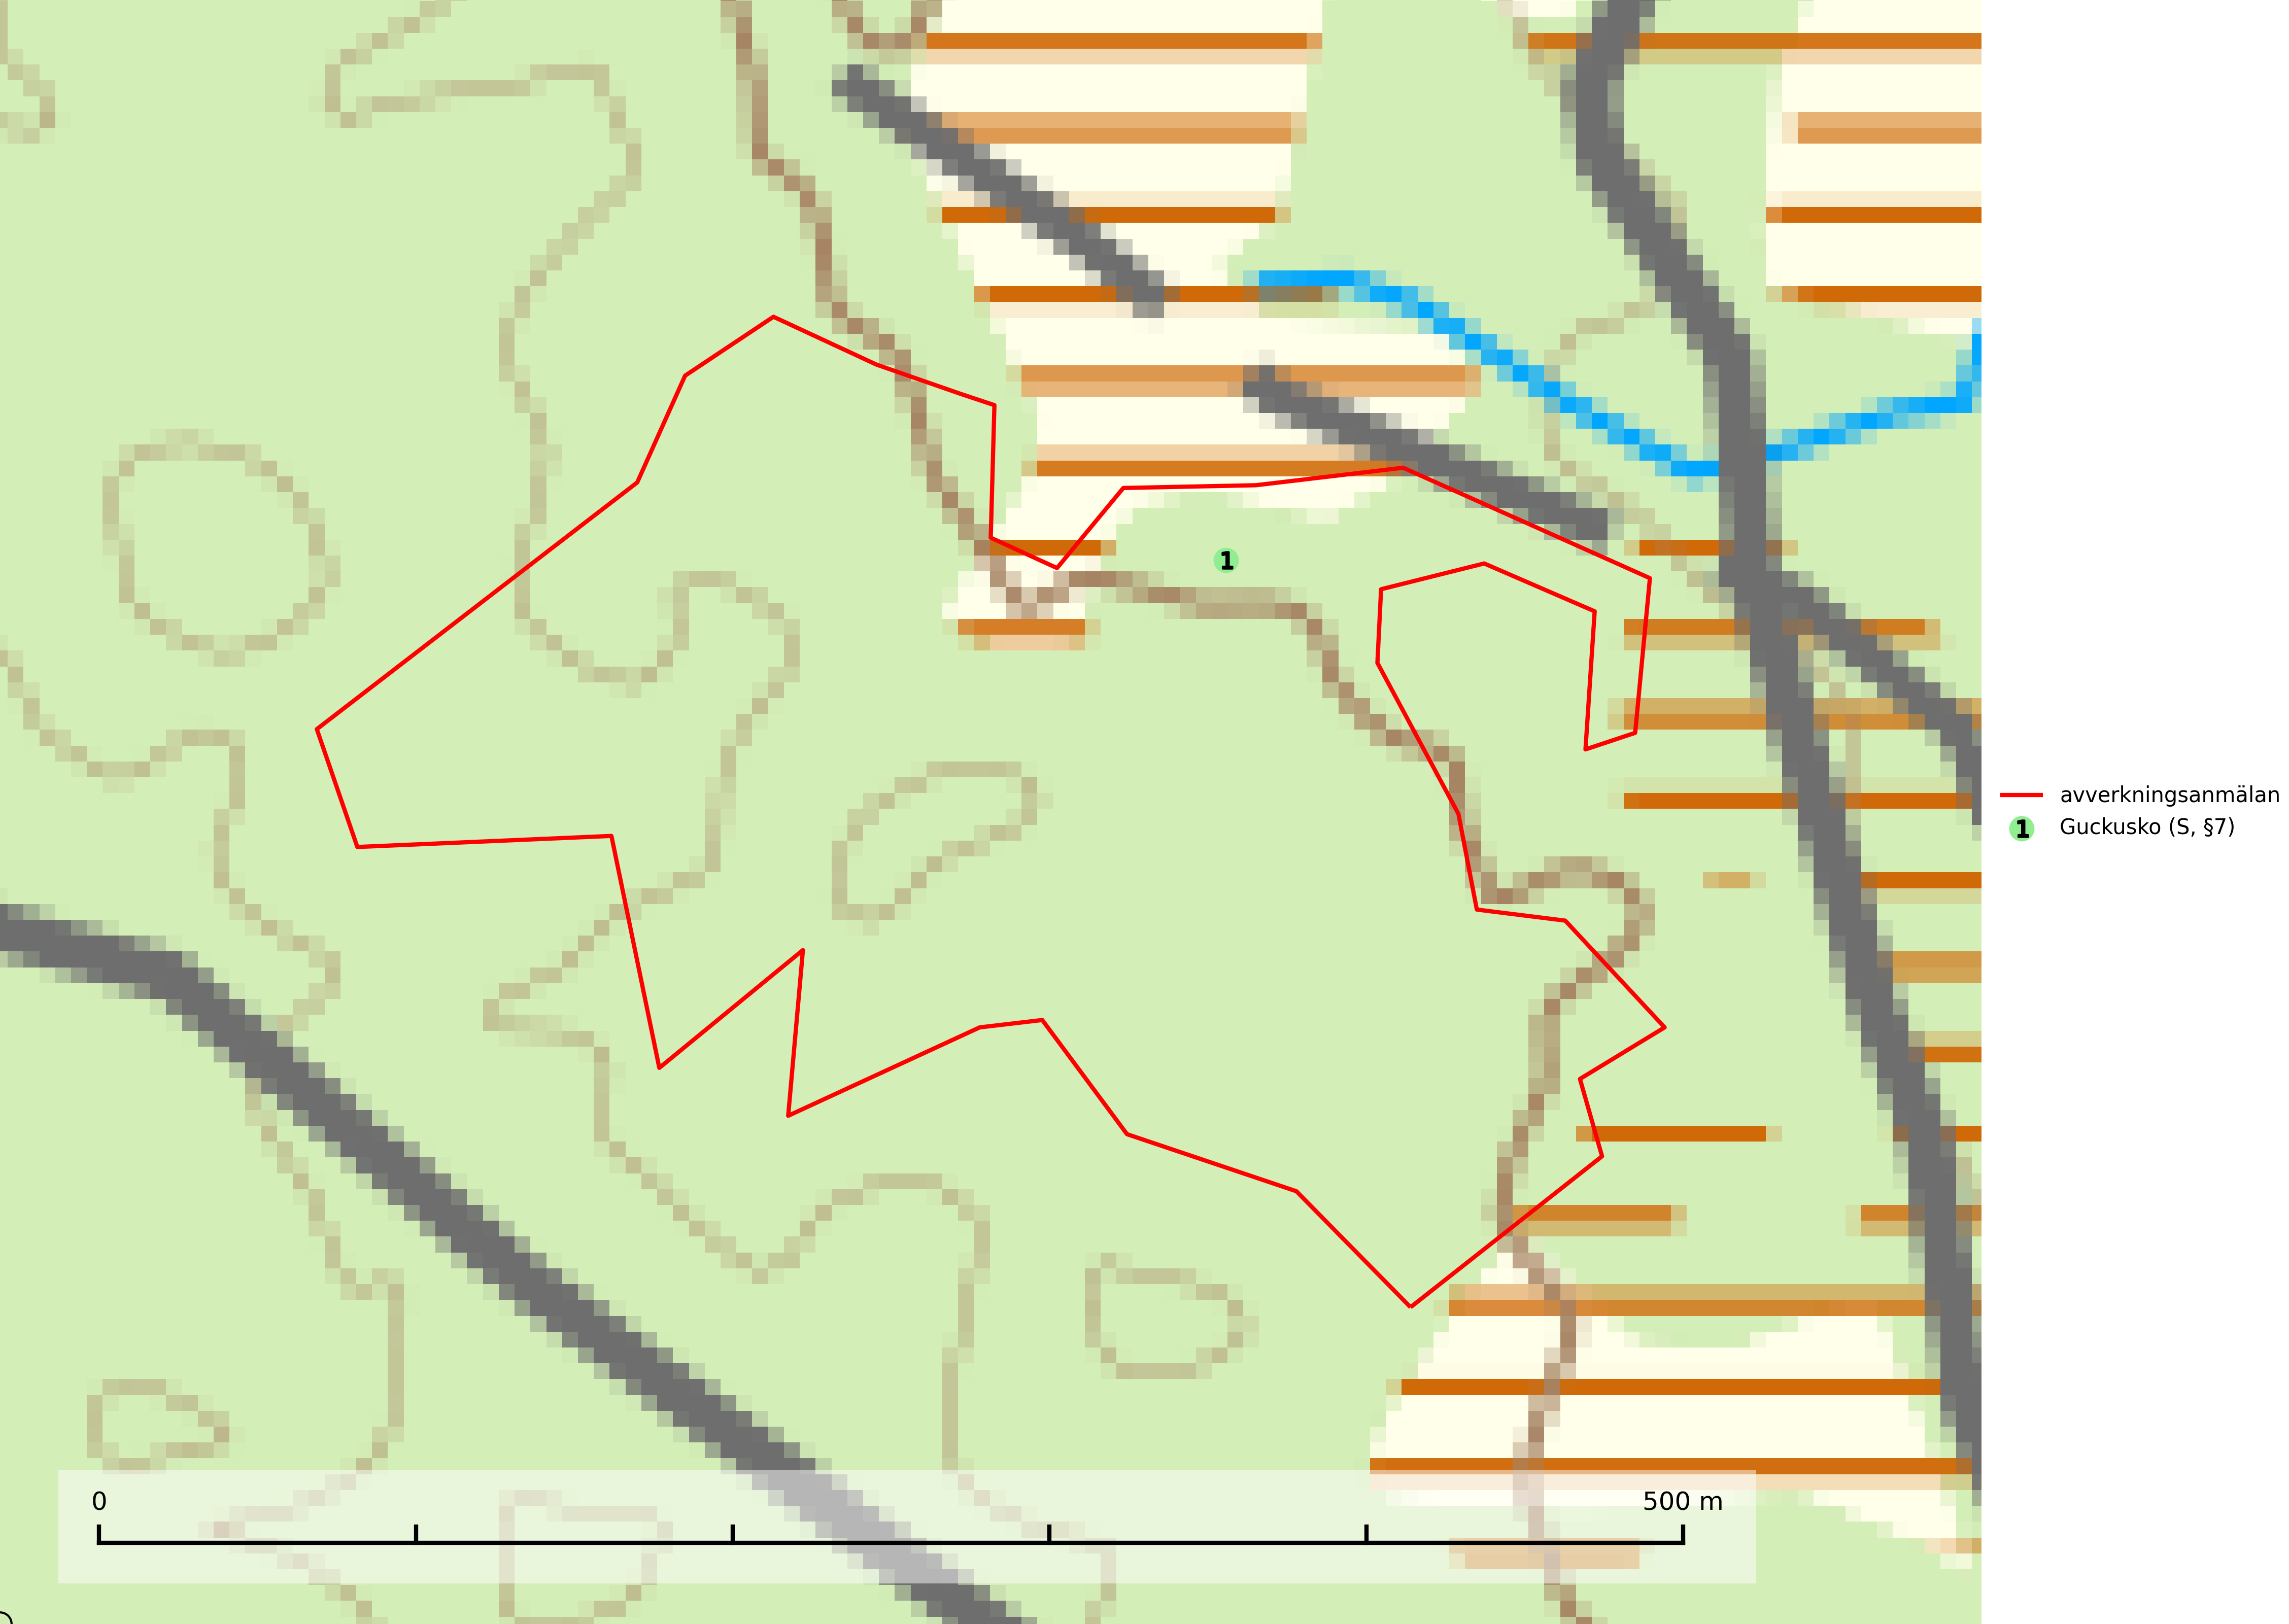 1
avverkningsanmälan
1 Guckusko (S, §7)
0 500 m